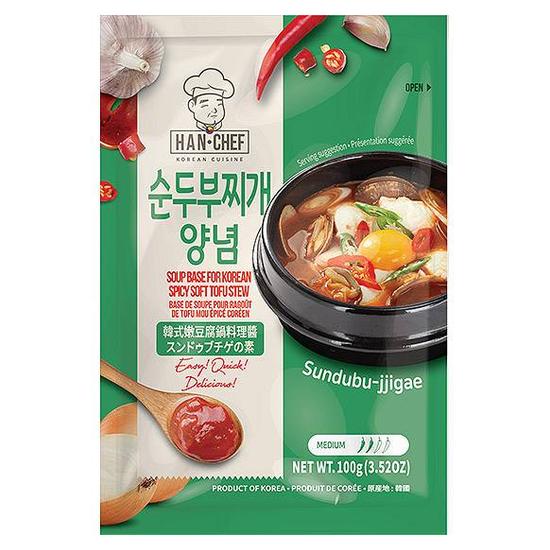 OPEN
HAN·CHEF
KOREAN CUISINE
Serving suggestion • Présentation suggérée
순두부찌개
양념
SOUP BASE FOR KOREAN
SPICY SOFT TOFU STEW
BASE DE SOUPE POUR RAGOÛT
DE TOFU MOU ÉPICÉ CORÉEN
韓式嫩豆腐鍋料理醬
スンドゥブチゲの素
Easy! Quick!
Delicious!
Sundubu-jjigae
MEDIUM
NET WT. 100g (3.52OZ)
PRODUCT OF KOREA • PRODUIT DE CORÉE • 原産地 : 韓國